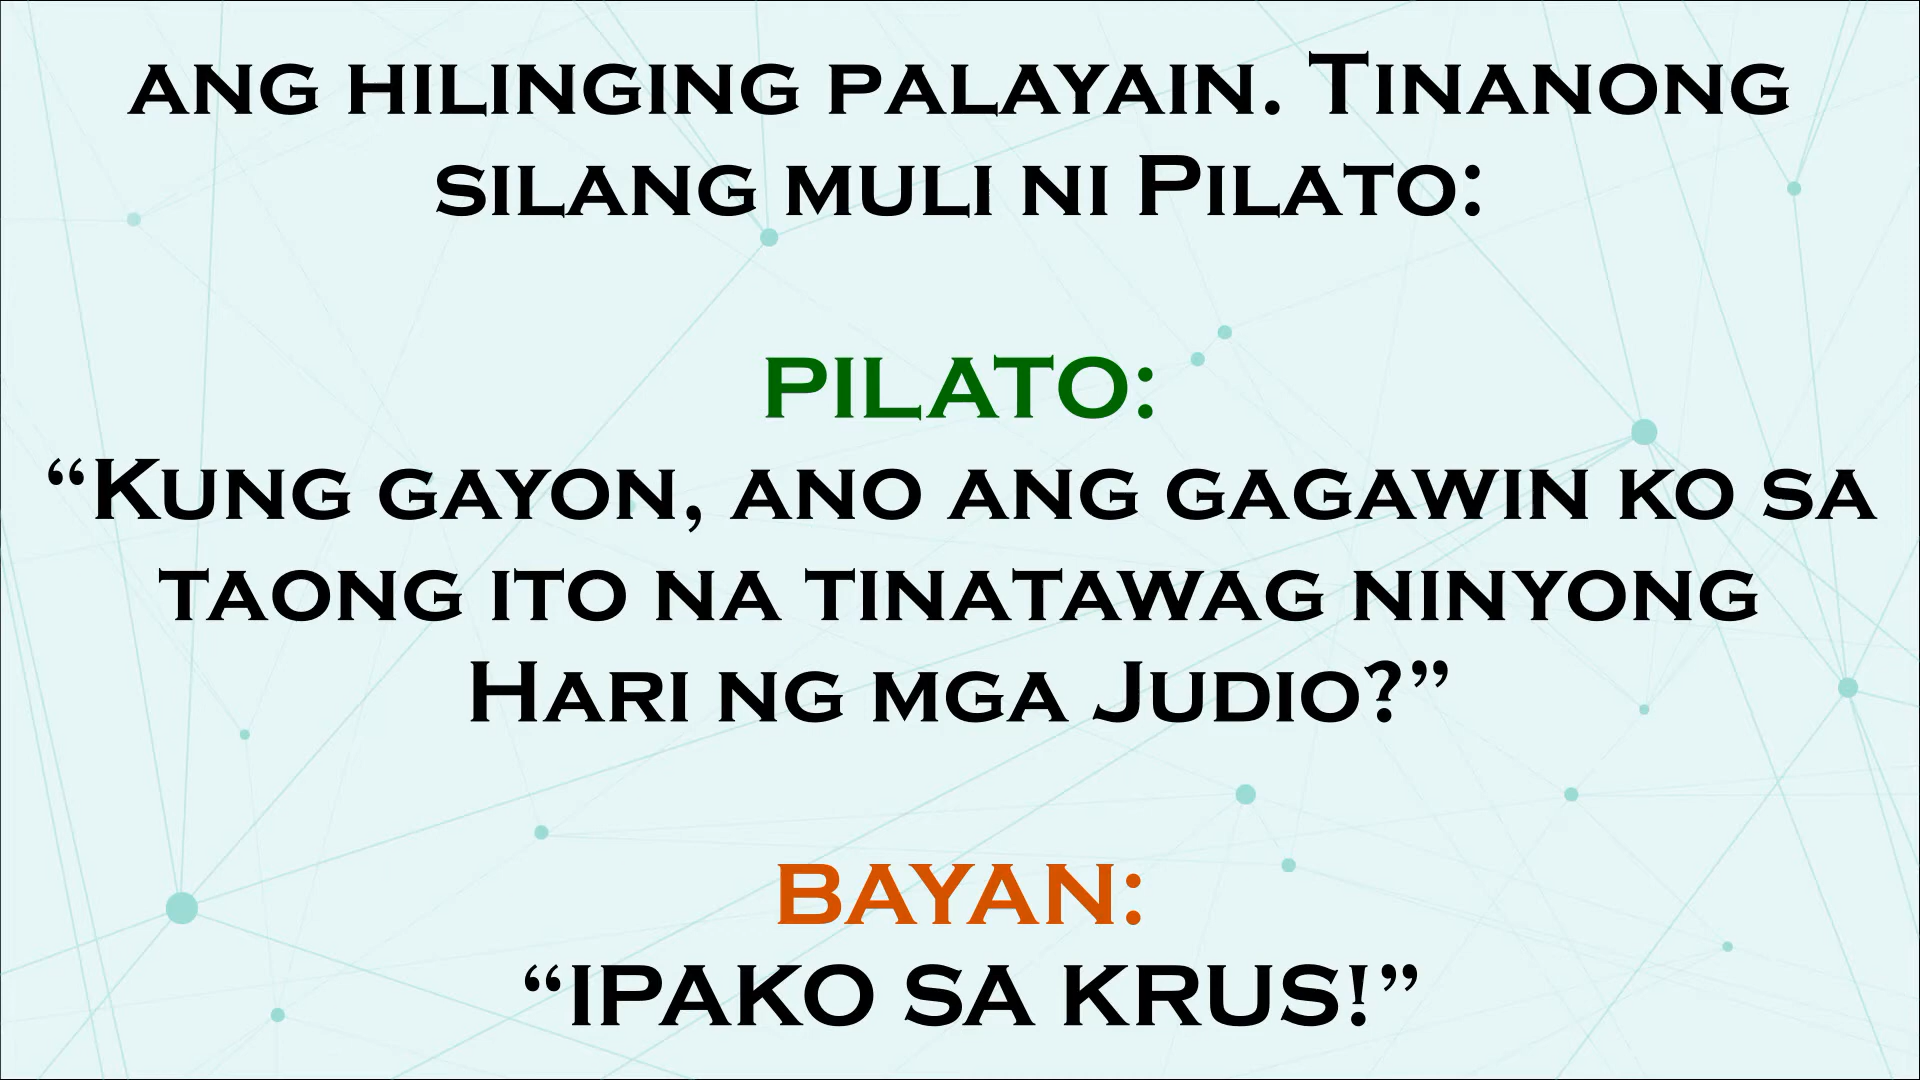 ang hilinging palayain. Tinanong
silang muli ni Pilato:
PILATO:
“Kung gayon, ano ang gagawin ko sa
taong ito na tinatawag ninyong
Hari ng mga Judio?”
BAYAN:
“IPAKO SA KRUS!”